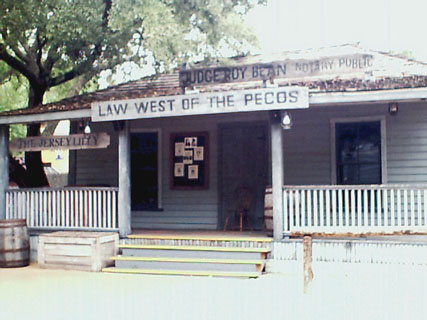 JUDGE ROY BEAN NOTARY PUBLIC
LAW WEST OF THE PECOS
THE JERSEY LILLY